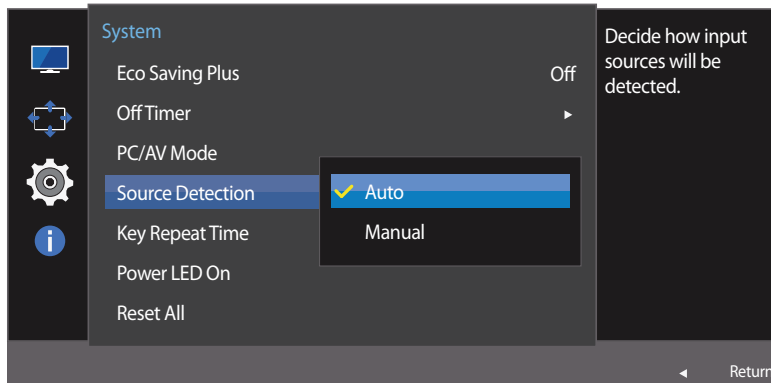 System
Eco Saving Plus Off
Off Timer
PC/AV Mode
Source Detection
Auto
Key Repeat Time
Manual
Power LED On
Reset All
Decide how input
sources will be
detected.
Return